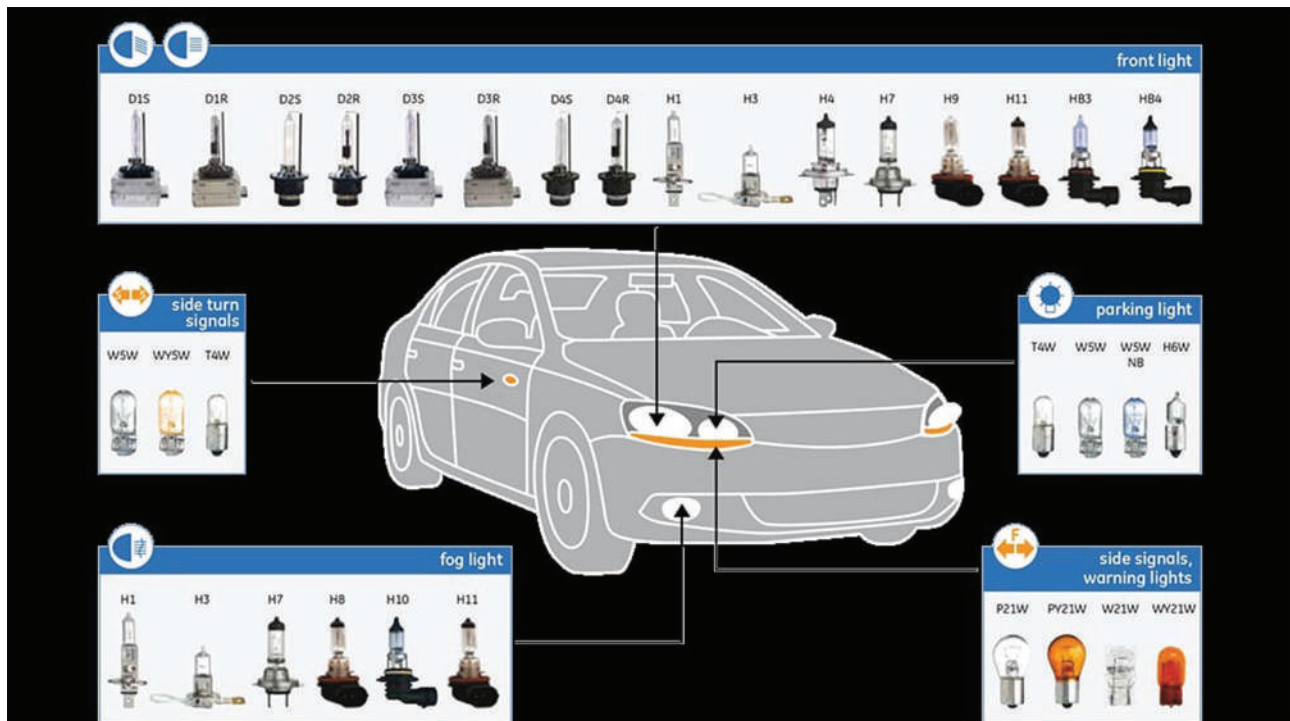 front light
D1S D1R D2S D2R D3S D3R D4S D4R H1 H3 H4 H7 H9 H11 HB3 HB4
side turn
signals
W5W WY5W T4W
parking light
T4W W5W W5W H6W
NB
fog light
H1 H3 H7 H8 H10 H11
F
side signals,
warning lights
P21W PY21W W21W WY21W